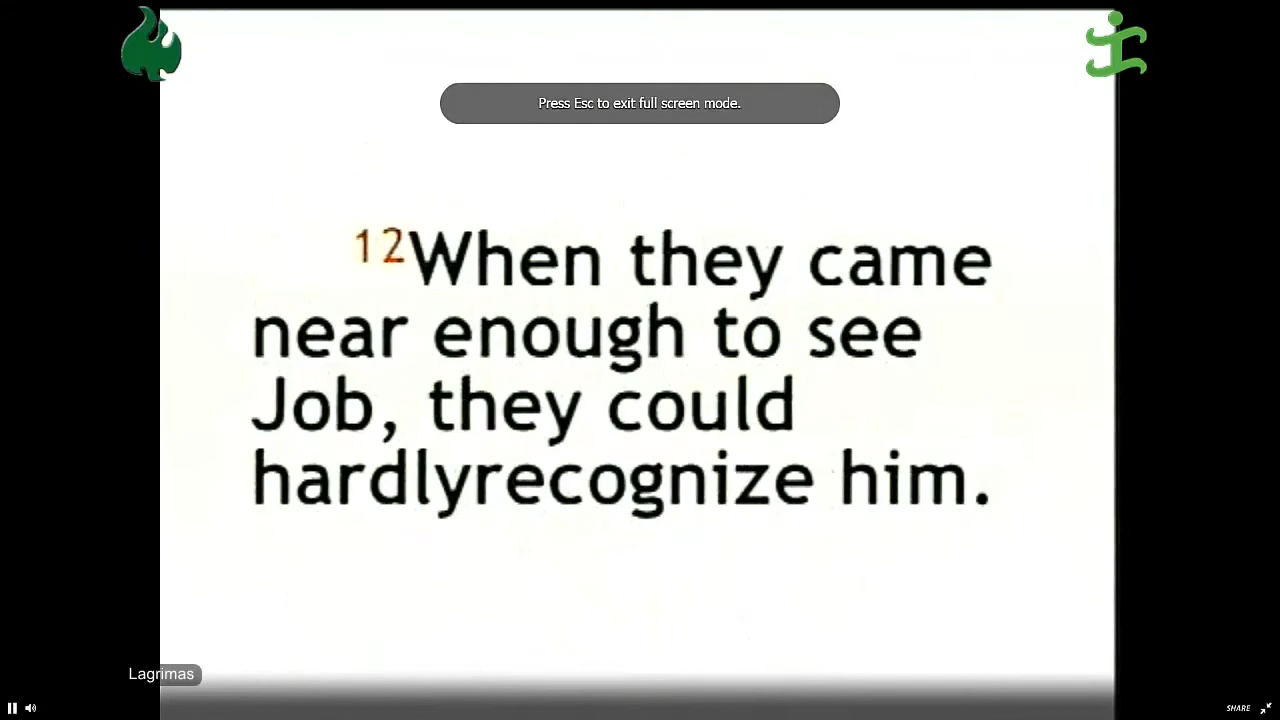 Press Esc to exit full screen mode.
12When they came
near enough to see
Job, they could
hardlyrecognize him.
Lagrimas
SHARE